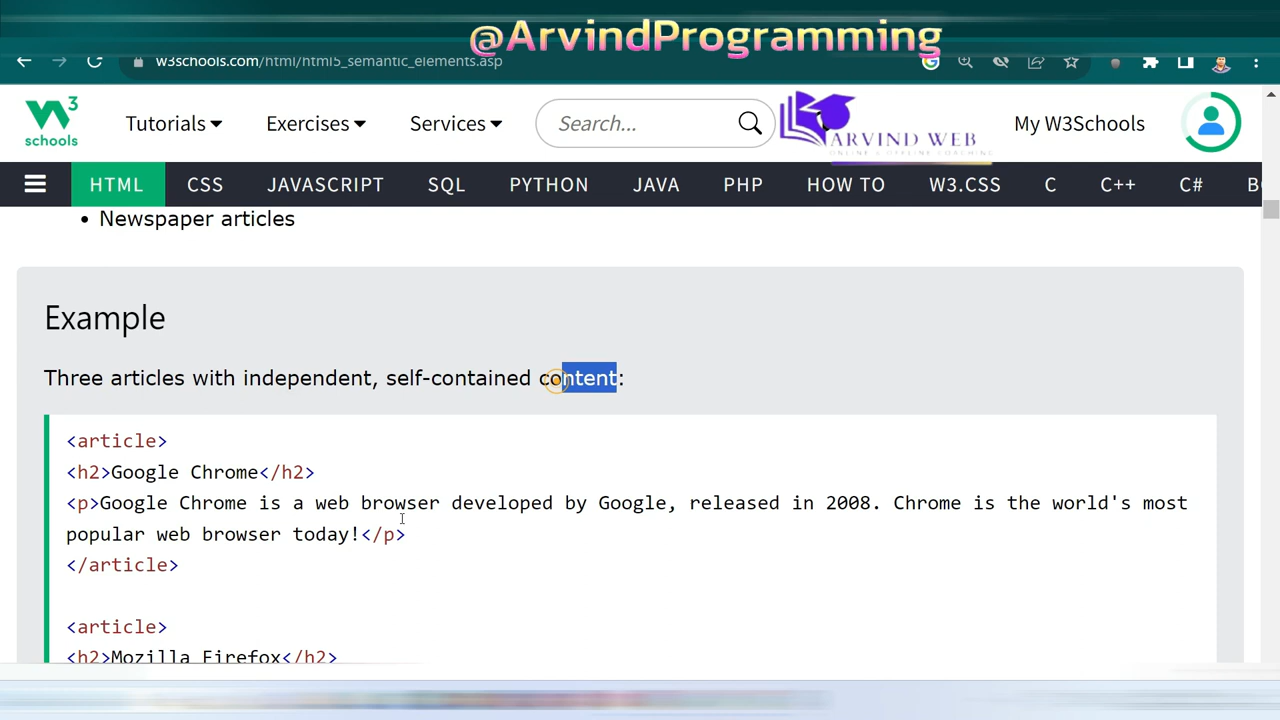 @ArvindProgramming
w3schools.com/html/html5_semantic_elements.asp
W3 schools
Tutorials
Exercises
Services
Search...
ARVIND WEB
ONLINE & OFFLINE COACHING
My W3Schools
HTML CSS JAVASCRIPT SQL PYTHON JAVA PHP HOW TO W3.CSS C C++ C#
• Newspaper articles
Example
Three articles with independent, self-contained content:
<article>
<h2>Google Chrome</h2>
<p>Google Chrome is a web browser developed by Google, released in 2008. Chrome is the world's most
popular web browser today!</p>
</article>
<article>
<h2>Mozilla Firefox</h2>